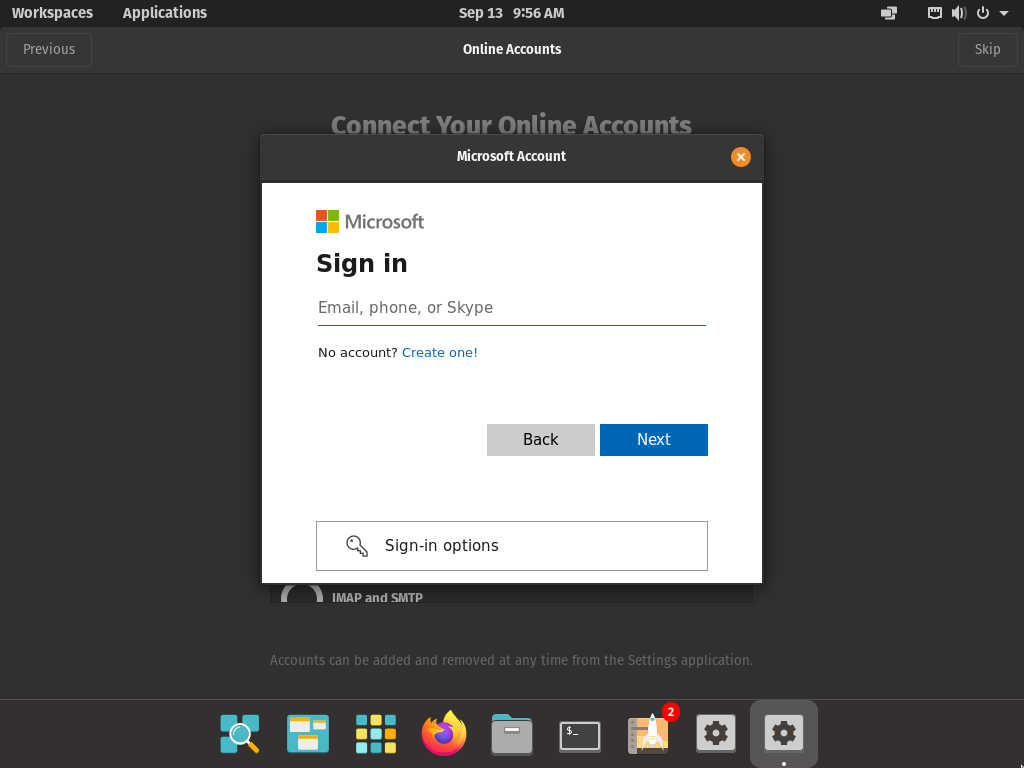 Workspaces Applications Sep 13 9:56 AM
Previous Online Accounts Skip
Connect Your Online Accounts
Microsoft Account
Microsoft
Sign in
Email, phone, or Skype
No account? Create one!
Back Next
Sign-in options
IMAP and SMTP
Accounts can be added and removed at any time from the Settings application.
$_
2